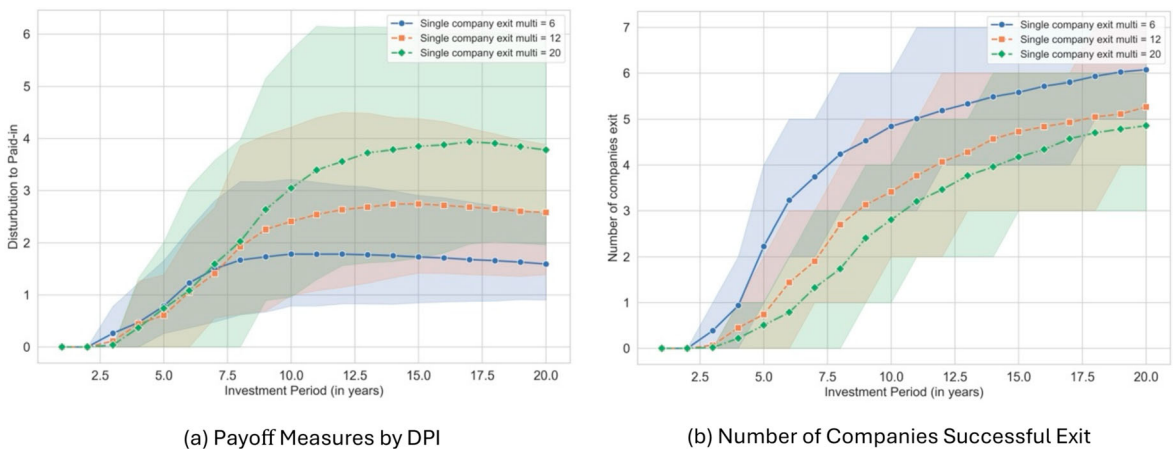 Single company exit multi = 6
Single company exit multi = 12
Single company exit multi = 20
Disturbtion to Paid-in
6
5
4
3
2
1
0
2.5 5.0 7.5 10.0 12.5 15.0 17.5 20.0
Investment Period (in years)
(a) Payoff Measures by DPI
Single company exit multi = 6
Single company exit multi = 12
Single company exit multi = 20
Number of companies exit
7
6
5
4
3
2
1
0
2.5 5.0 7.5 10.0 12.5 15.0 17.5 20.0
Investment Period (in years)
(b) Number of Companies Successful Exit